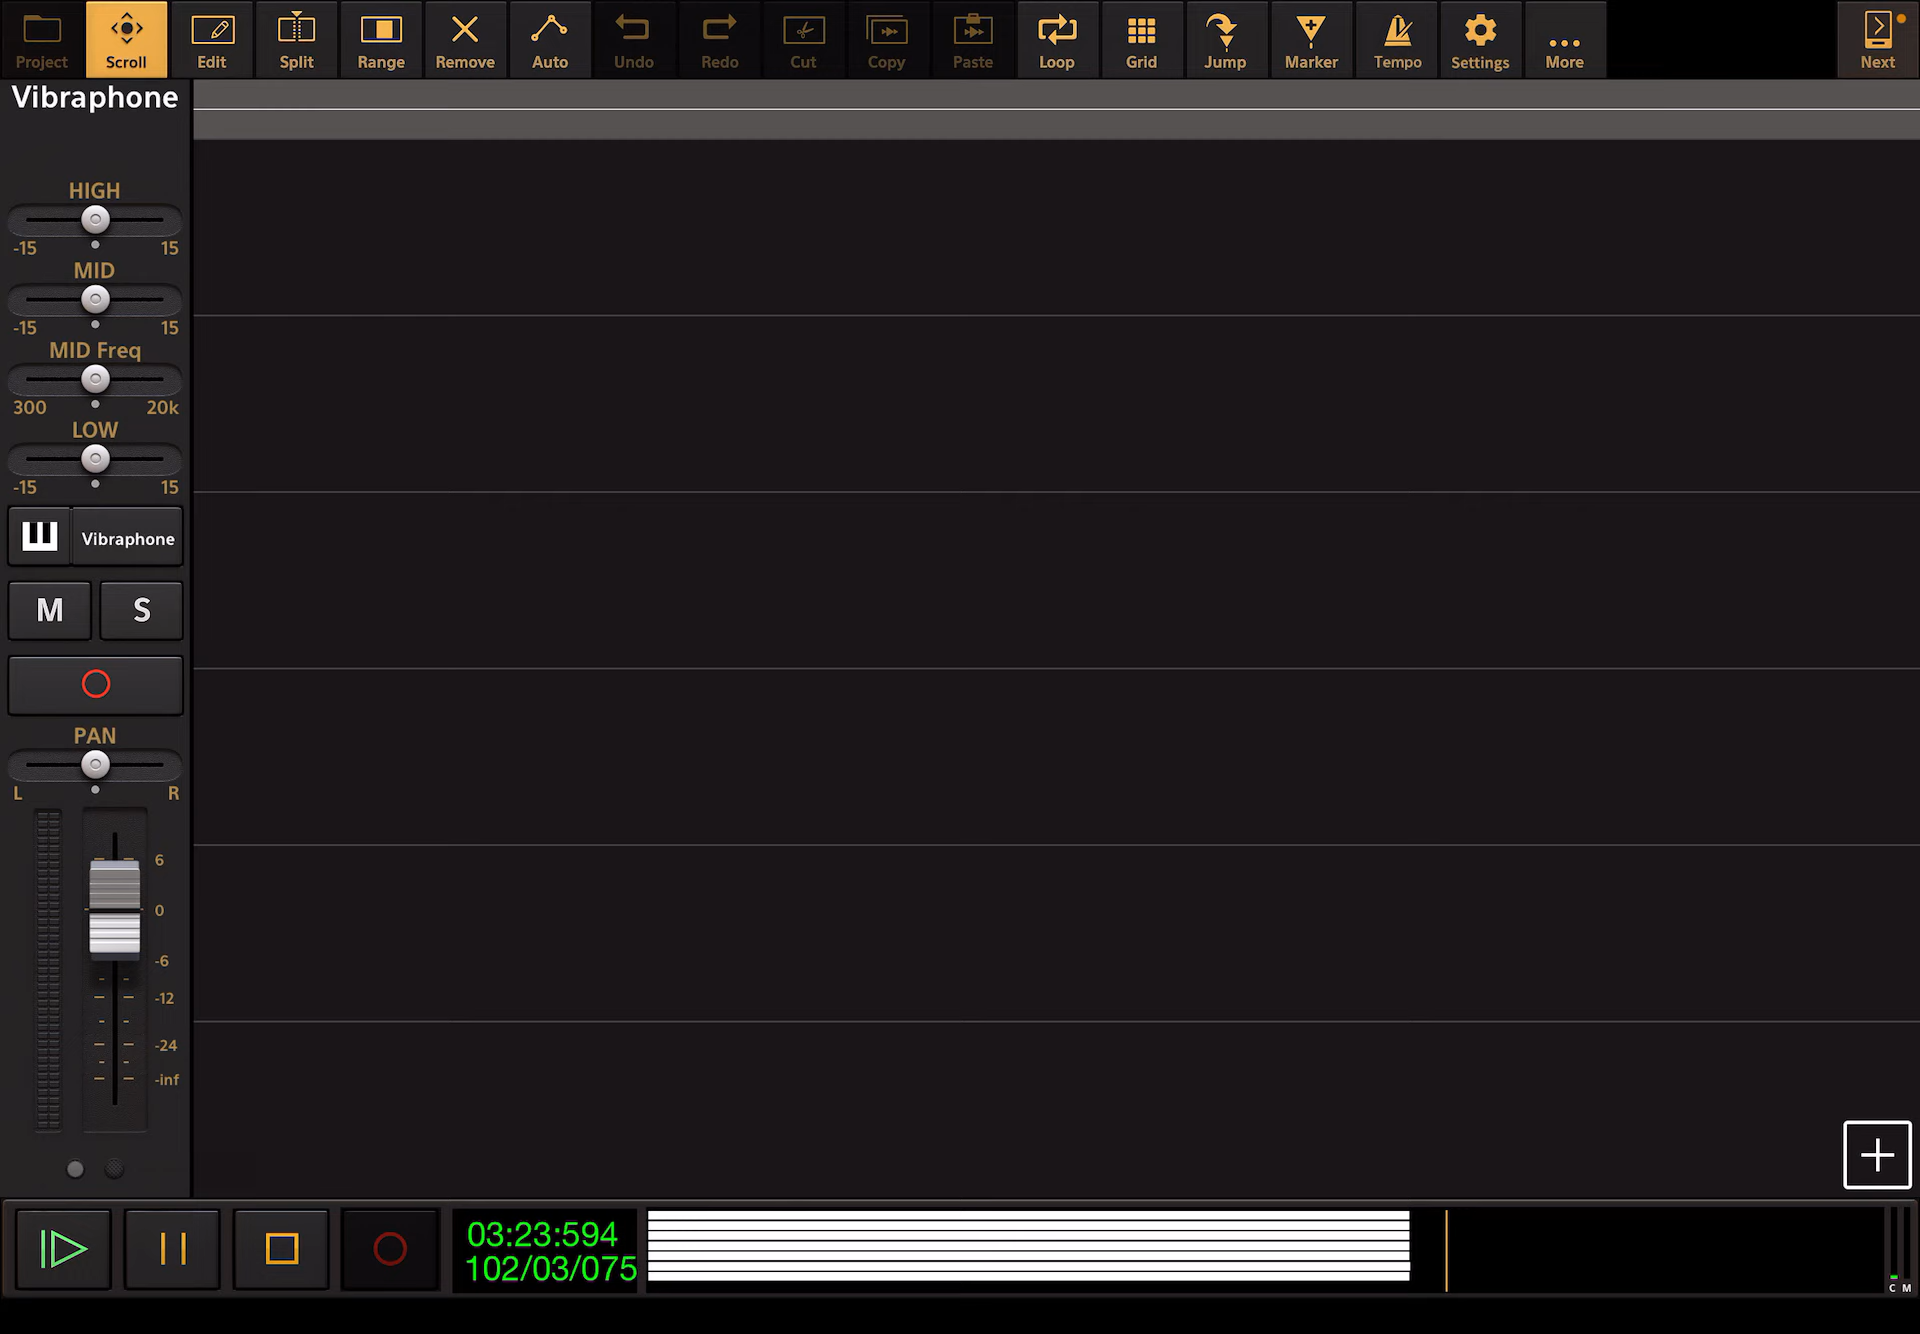 Project Scroll Edit Split Range Remove Auto Undo Redo Cut Copy Paste Loop Grid Jump Marker Tempo Settings More Next
Vibraphone
HIGH
-15 15
MID
-15 15
MID Freq
300 20k
LOW
-15 15
Vibraphone
M S
PAN
L R
6
0
-6
-12
-24
-inf
03:23:594
102/03/075
C M